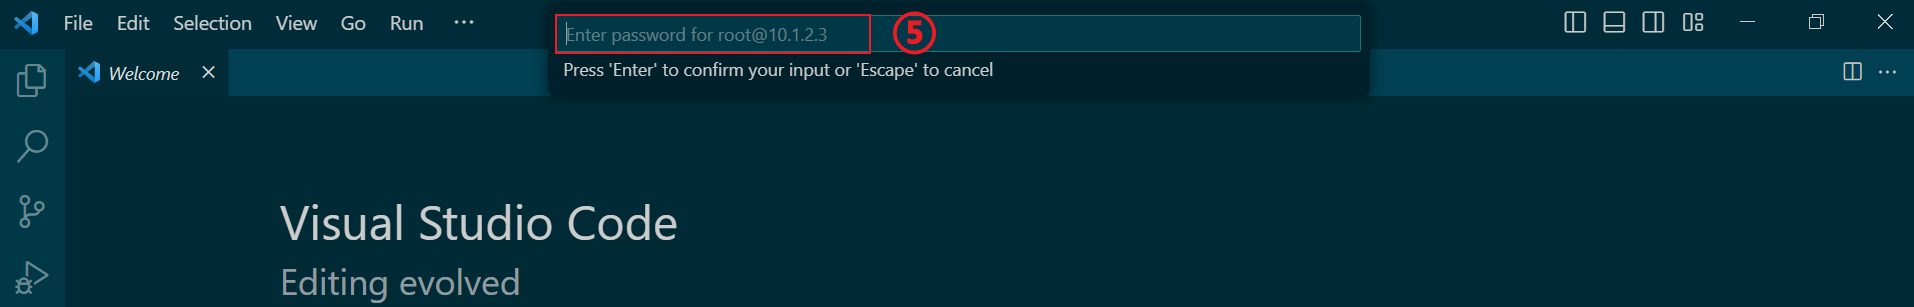 File Edit Selection View Go Run ...
Enter password for root@10.1.2.3
⑤
Press 'Enter' to confirm your input or 'Escape' to cancel
Welcome
Visual Studio Code
Editing evolved